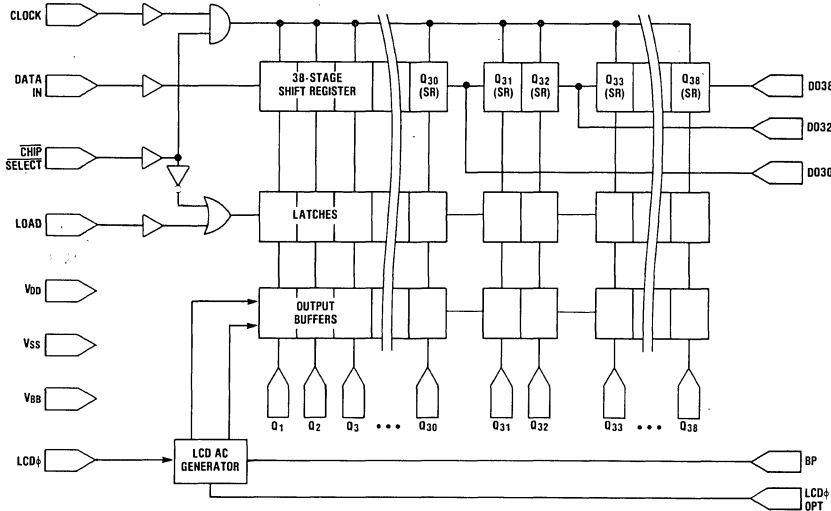 CLOCK
DATA
IN
CHIP
SELECT
LOAD
VDD
VSS
VBB
LCDϕ
38-STAGE
SHIFT REGISTER
Q30
(SR)
Q31
(SR)
Q32
(SR)
Q33
(SR)
Q38
(SR)
DO38
DO32
DO30
LATCHES
OUTPUT
BUFFERS
Q1
Q2
Q3
•••
Q30
Q31
Q32
Q33
•••
Q38
LCD AC
GENERATOR
BP
LCDϕ
OPT